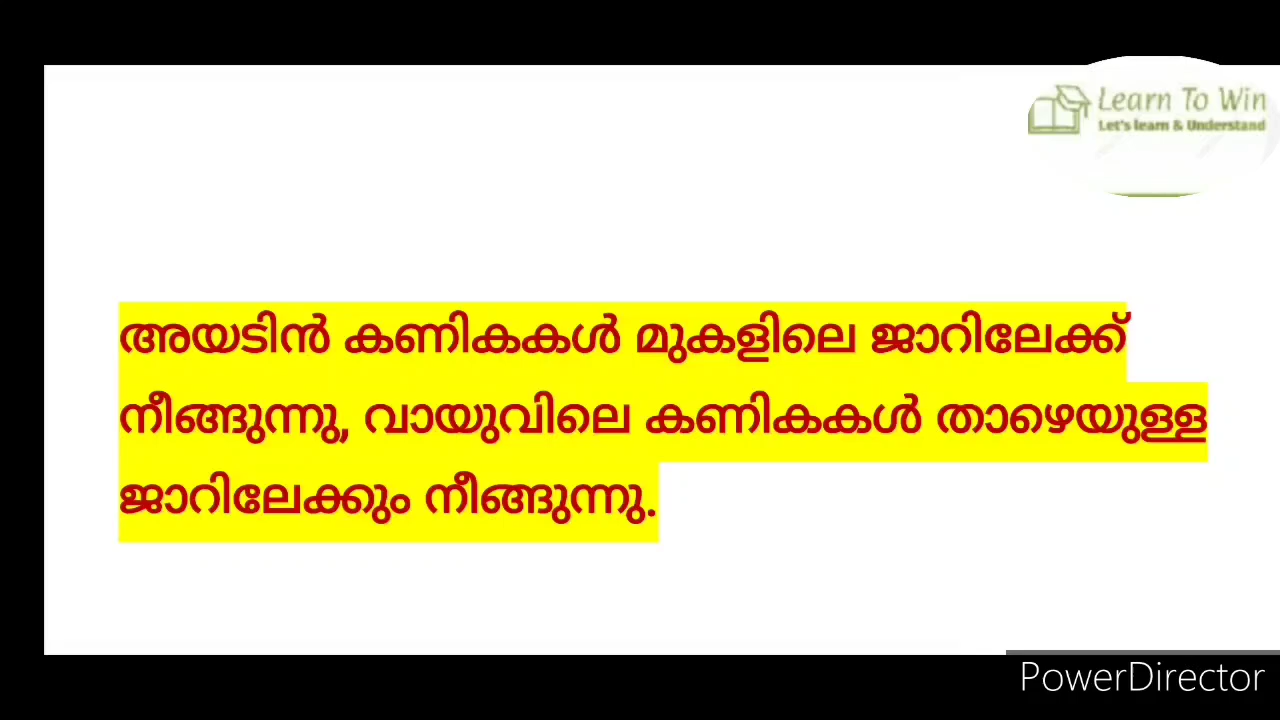 Learn To Win
Let's learn & Understand
അയടിൻ കണികകൾ മുകളിലെ ജാറിലേക്ക്
നീങ്ങുന്നു, വായുവിലെ കണികകൾ താഴെയുള്ള
ജാറിലേക്കും നീങ്ങുന്നു.
PowerDirector